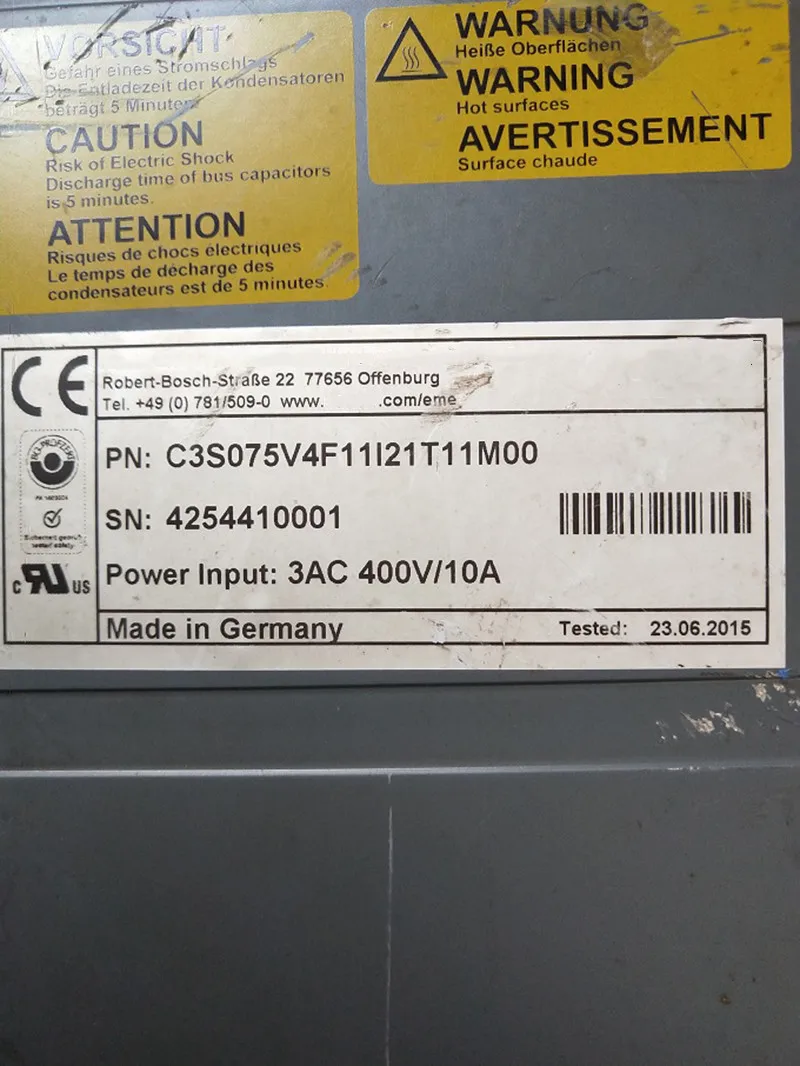 VORSICHT
Gefahr eines Stromschlags
Die Entladezeit der Kondensatoren
beträgt 5 Minuten.
CAUTION
Risk of Electric Shock
Discharge time of bus capacitors
is 5 minutes.
ATTENTION
Risques de chocs électriques
Le temps de décharge des
condensateurs est de 5 minutes.
WARNUNG
Heiße Oberflächen
WARNING
Hot surfaces
AVERTISSEMENT
Surface chaude
CE
Robert-Bosch-Straße 22 77656 Offenburg
Tel. +49 (0) 781/509-0 www. .com/eme
PN: C3S075V4F11I21T11M00
SN: 4254410001
c RU US
Power Input: 3AC 400V/10A
Made in Germany
Tested: 23.06.2015